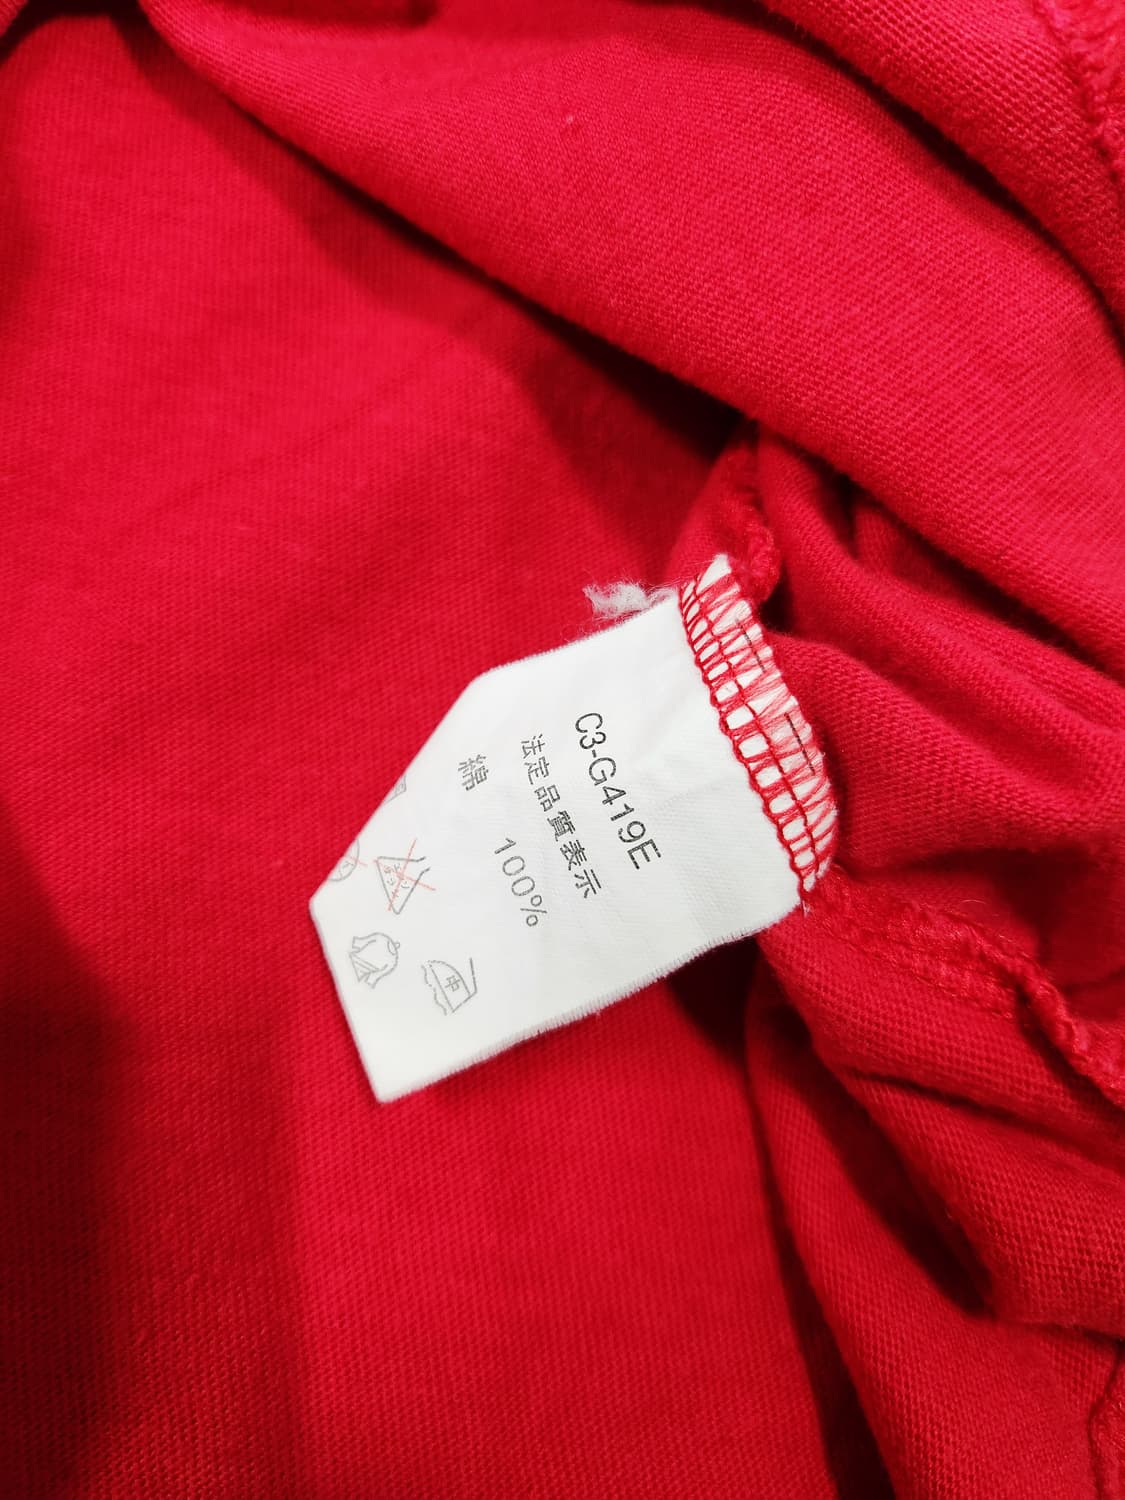 C3-G419E
法定品質表示
綿 100%
中